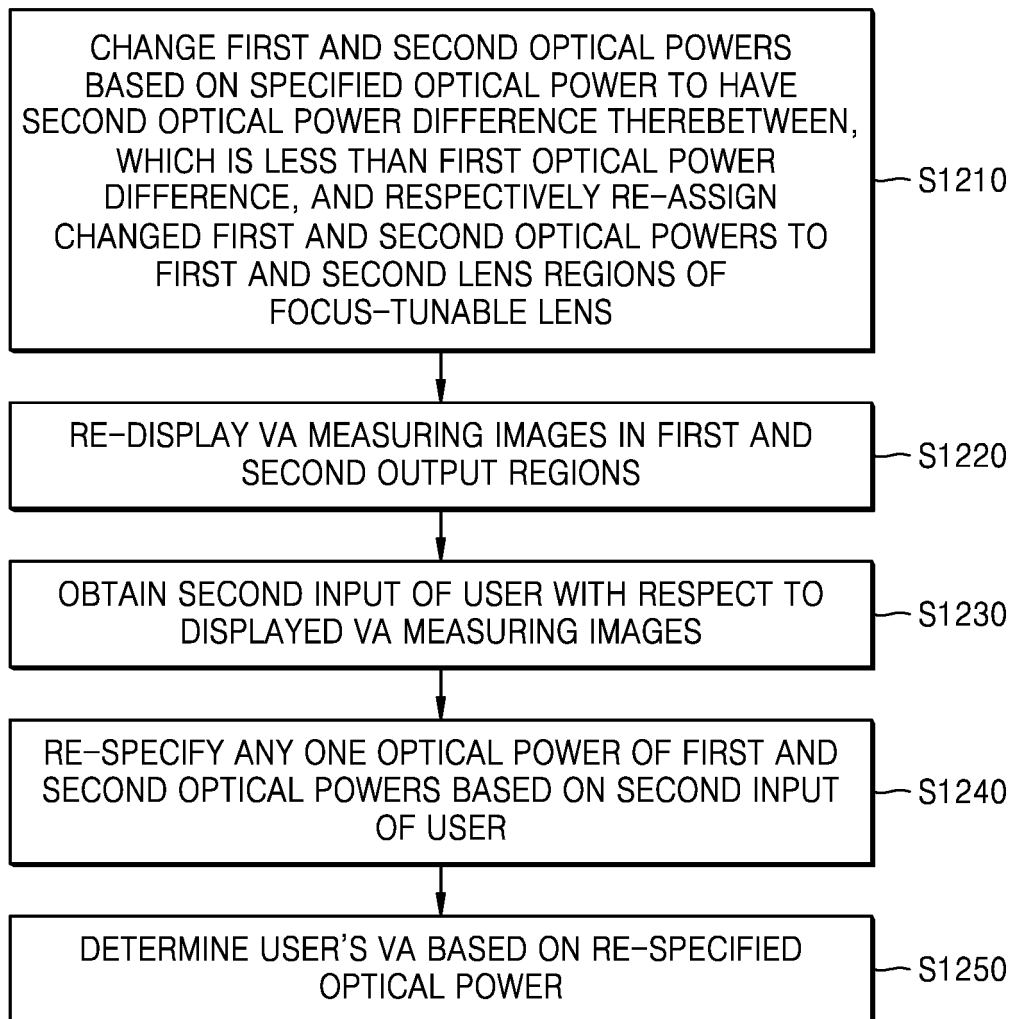 CHANGE FIRST AND SECOND OPTICAL POWERS
BASED ON SPECIFIED OPTICAL POWER TO HAVE
SECOND OPTICAL POWER DIFFERENCE THEREBETWEEN,
WHICH IS LESS THAN FIRST OPTICAL POWER
DIFFERENCE, AND RESPECTIVELY RE-ASSIGN
CHANGED FIRST AND SECOND OPTICAL POWERS TO
FIRST AND SECOND LENS REGIONS OF
FOCUS-TUNABLE LENS
S1210
RE-DISPLAY VA MEASURING IMAGES IN FIRST AND
SECOND OUTPUT REGIONS
S1220
OBTAIN SECOND INPUT OF USER WITH RESPECT TO
DISPLAYED VA MEASURING IMAGES
S1230
RE-SPECIFY ANY ONE OPTICAL POWER OF FIRST AND
SECOND OPTICAL POWERS BASED ON SECOND INPUT
OF USER
S1240
DETERMINE USER'S VA BASED ON RE-SPECIFIED
OPTICAL POWER
S1250